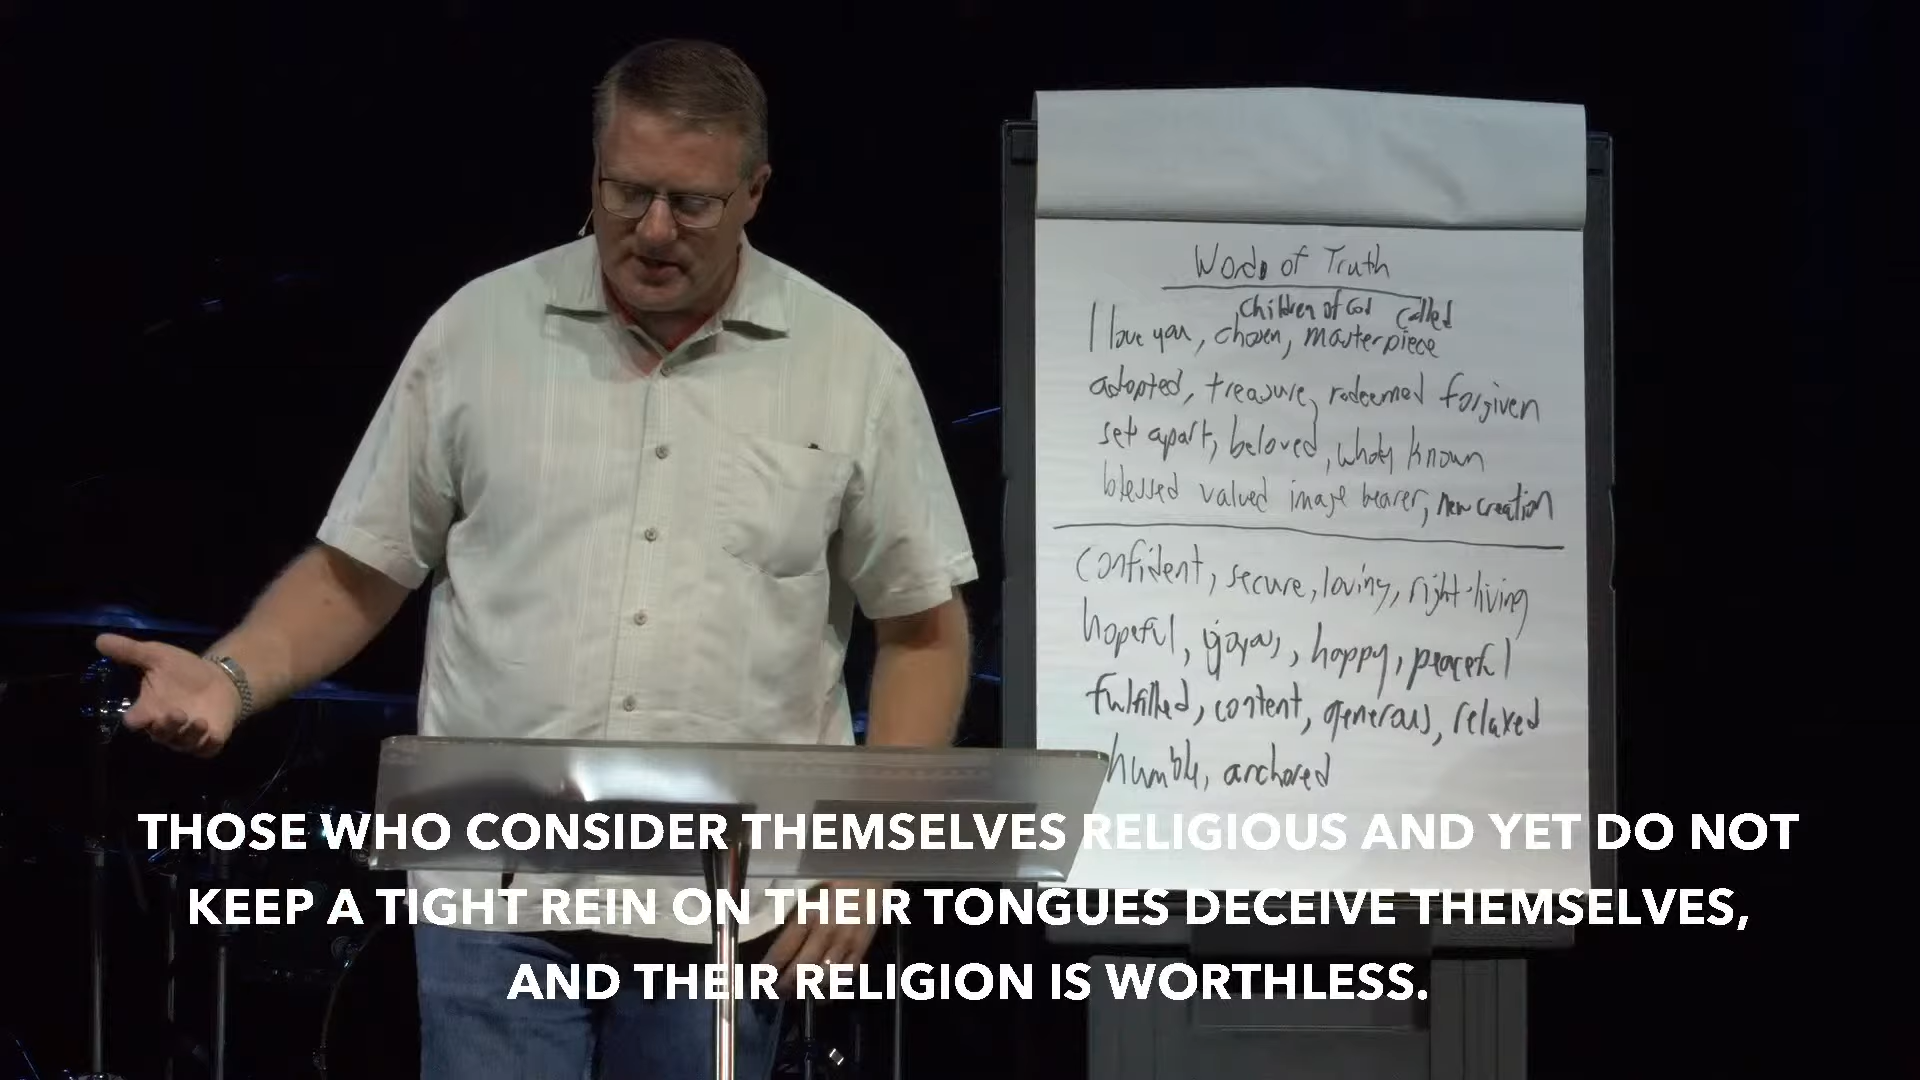 Words of Truth
Children of God called
I love you, chosen, masterpiece
adopted, treasure, redeemed forgiven
set apart, beloved, wholy known
blessed valued image bearer, new creation
confident, secure, loving, right-living
hopeful, joyous, happy, peaceful
fulfilled, content, generous, relaxed
humble, anchored
THOSE WHO CONSIDER THEMSELVES RELIGIOUS AND YET DO NOT
KEEP A TIGHT REIN ON THEIR TONGUES DECEIVE THEMSELVES,
AND THEIR RELIGION IS WORTHLESS.